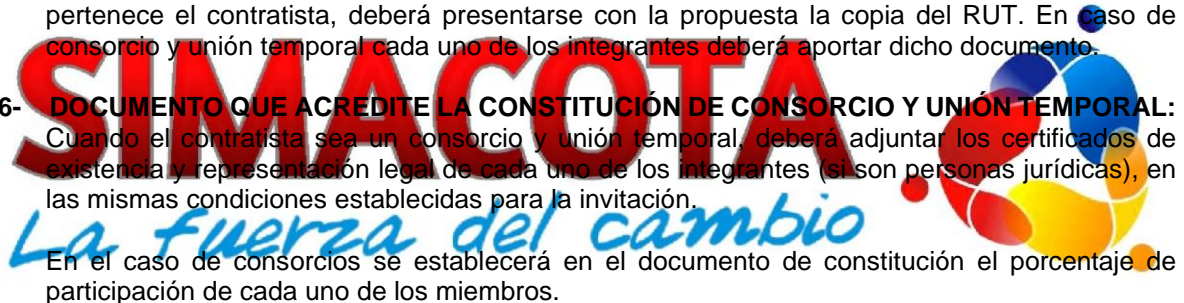 pertenece el contratista, deberá presentarse con la propuesta la copia del RUT. En caso de
consorcio y unión temporal cada uno de los integrantes deberá aportar dicho documento.
SIMACOTA
6- DOCUMENTO QUE ACREDITE LA CONSTITUCIÓN DE CONSORCIO Y UNIÓN TEMPORAL:
Cuando el contratista sea un consorcio y unión temporal, deberá adjuntar los certificados de
existencia y representación legal de cada uno de los integrantes (si son personas jurídicas), en
las mismas condiciones establecidas para la invitación.
La fuerza del cambio
En el caso de consorcios se establecerá en el documento de constitución el porcentaje de
participación de cada uno de los miembros.